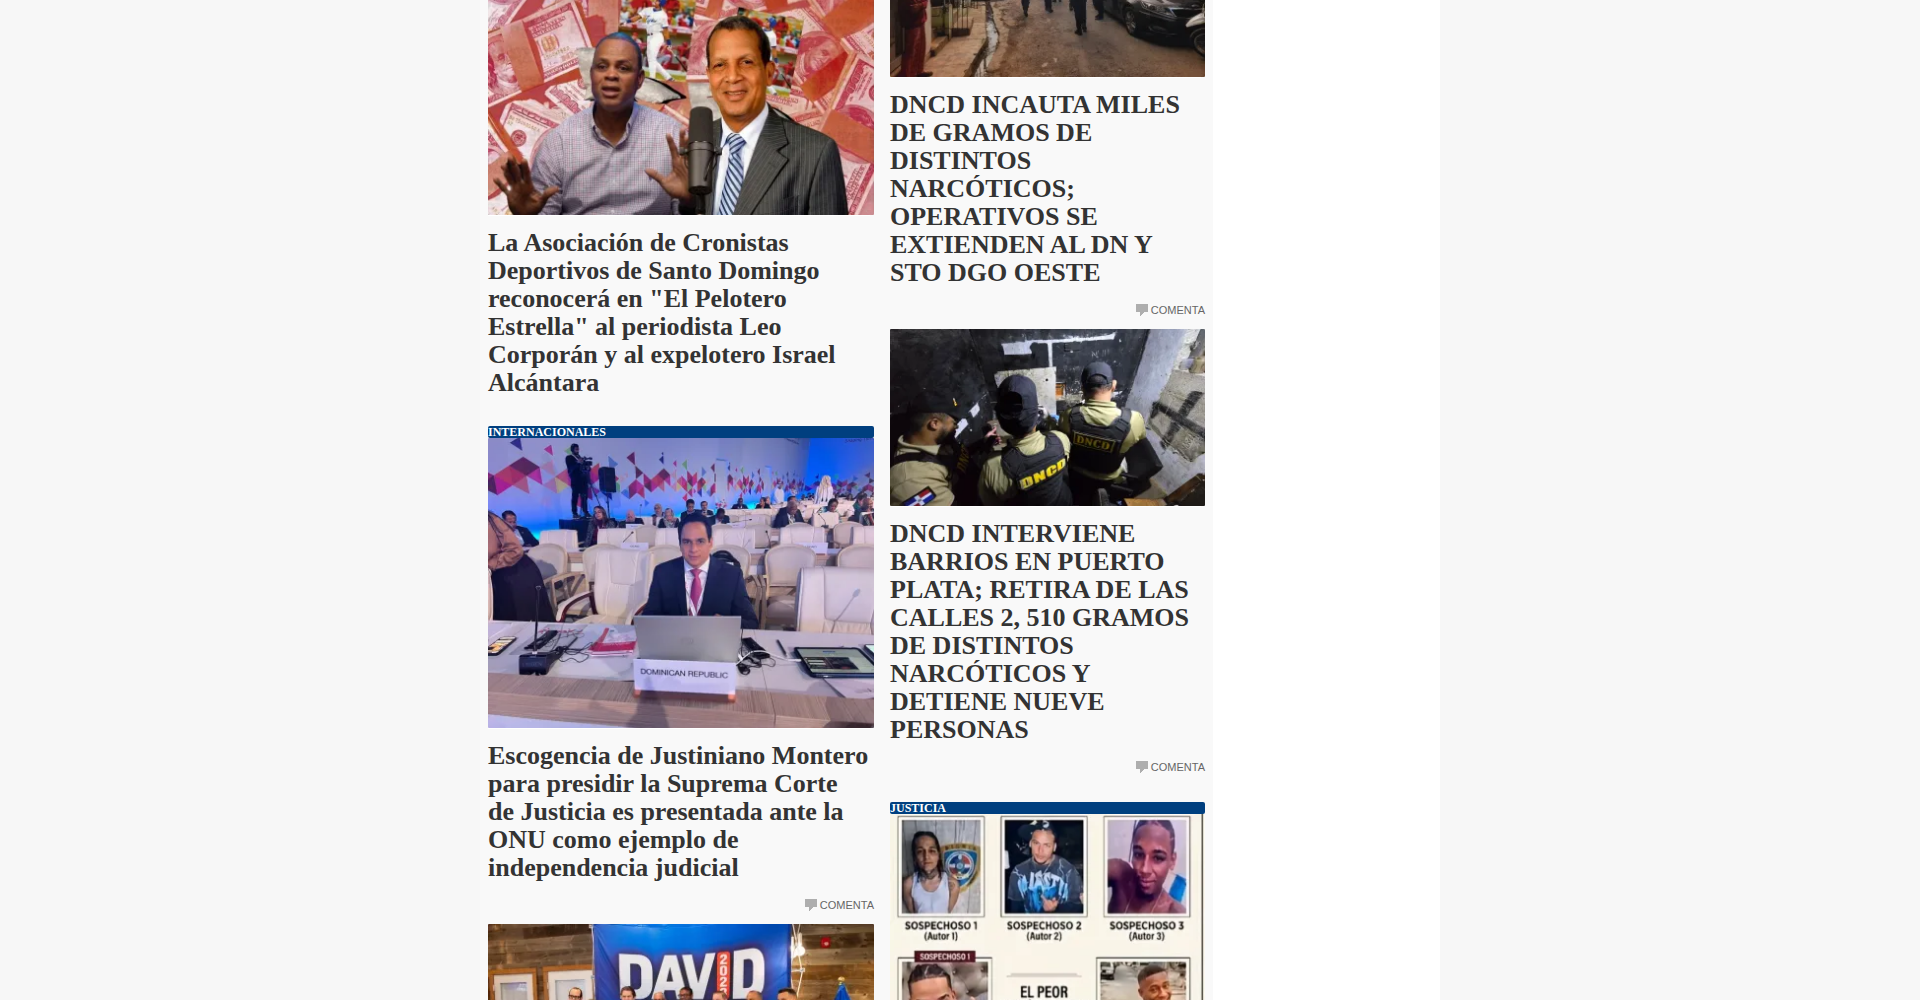 La Asociación de Cronistas
Deportivos de Santo Domingo
reconocerá en "El Pelotero
Estrella" al periodista Leo
Corporán y al expelotero Israel
Alcántara
INTERNACIONALES
DOMINICAN REPUBLIC
Escogencia de Justiniano Montero
para presidir la Suprema Corte
de Justicia es presentada ante la
ONU como ejemplo de
independencia judicial
COMENTA
DAVID
DNCD INCAUTA MILES
DE GRAMOS DE
DISTINTOS
NARCÓTICOS;
OPERATIVOS SE
EXTIENDEN AL DN Y
STO DGO OESTE
COMENTA
DNCD
DNCD
DNCD INTERVIENE
BARRIOS EN PUERTO
PLATA; RETIRA DE LAS
CALLES 2, 510 GRAMOS
DE DISTINTOS
NARCÓTICOS Y
DETIENE NUEVE
PERSONAS
COMENTA
JUSTICIA
SOSPECHOSO 1
(Autor 1)
SOSPECHOSO 2
(Autor 2)
SOSPECHOSO 3
(Autor 3)
SOSPECHOSO 1
EL PEOR